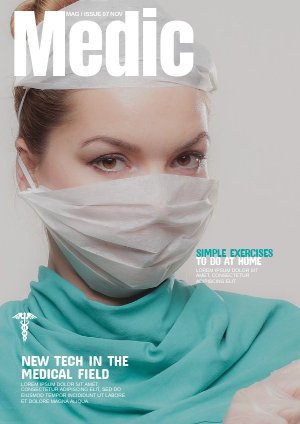 MAG / ISSUE 07.NOV
Medic
SIMPLE EXERCISES
TO DO AT HOME
LOREM IPSUM DOLOR SIT
AMET, CONSECTETUR
ADIPISCING ELIT,
NEW TECH IN THE
MEDICAL FIELD
LOREM IPSUM DOLOR SIT AMET,
CONSECTETUR ADIPISCING ELIT, SED DO
EIUSMOD TEMPOR INCIDIDUNT UT LABORE
ET DOLORE MAGNA ALIQUA.